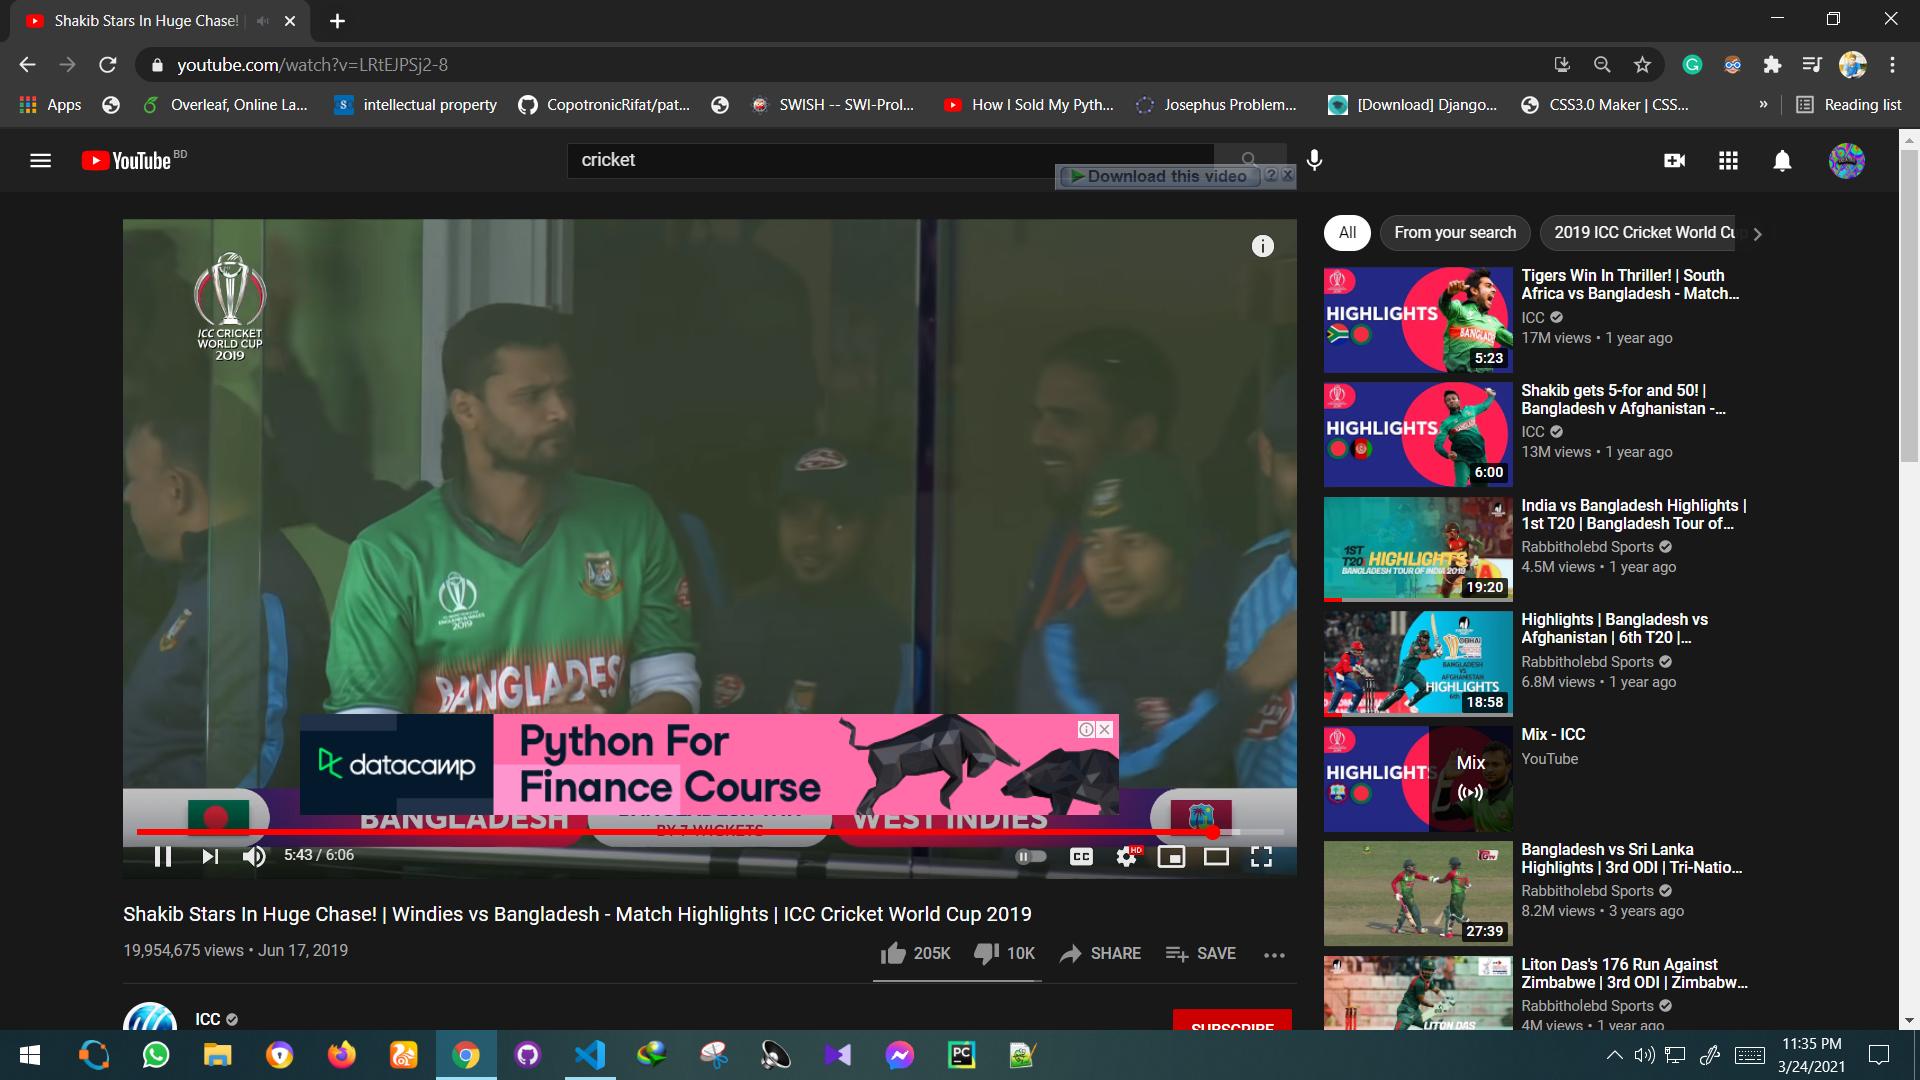 Shakib Stars In Huge Chase! |
youtube.com/watch?v=LRtEJPSj2-8
Apps
Overleaf, Online La...
intellectual property
CopotronicRifat/pat...
SWISH -- SWI-Prol...
How I Sold My Pyth...
Josephus Problem...
[Download] Django...
CSS3.0 Maker | CSS...
»
Reading list
YouTube BD
cricket
Download this video
ICC CRICKET
WORLD CUP
2019
ENGLAND & WALES
2019
BANGLADES
datacamp
Python For
Finance Course
BANGLADESH
BY 7 WICKETS
WEST INDIES
5:43 / 6:06
CC
HD
Shakib Stars In Huge Chase! | Windies vs Bangladesh - Match Highlights | ICC Cricket World Cup 2019
19,954,675 views • Jun 17, 2019
205K
10K
SHARE
SAVE
ICC
SUBSCRIBE
All
From your search
2019 ICC Cricket World Cup
HIGHLIGHTS
5:23
Tigers Win In Thriller! | South
Africa vs Bangladesh - Match...
ICC
17M views • 1 year ago
HIGHLIGHTS
6:00
Shakib gets 5-for and 50! |
Bangladesh v Afghanistan -...
ICC
13M views • 1 year ago
1ST
T20 HIGHLIGHTS
BANGLADESH TOUR OF INDIA 2019
19:20
India vs Bangladesh Highlights |
1st T20 | Bangladesh Tour of...
Rabbitholebd Sports
4.5M views • 1 year ago
BANGLADESH
VS
AFGHANISTAN
HIGHLIGHTS
6th
18:58
Highlights | Bangladesh vs
Afghanistan | 6th T20 |...
Rabbitholebd Sports
6.8M views • 1 year ago
HIGHLIGHTS
Mix
Mix - ICC
YouTube
27:39
Bangladesh vs Sri Lanka
Highlights | 3rd ODI | Tri-Natio...
Rabbitholebd Sports
8.2M views • 3 years ago
LITON DAS
Liton Das's 176 Run Against
Zimbabwe | 3rd ODI | Zimbabw...
Rabbitholebd Sports
4M views • 1 year ago
PC
11:35 PM
3/24/2021